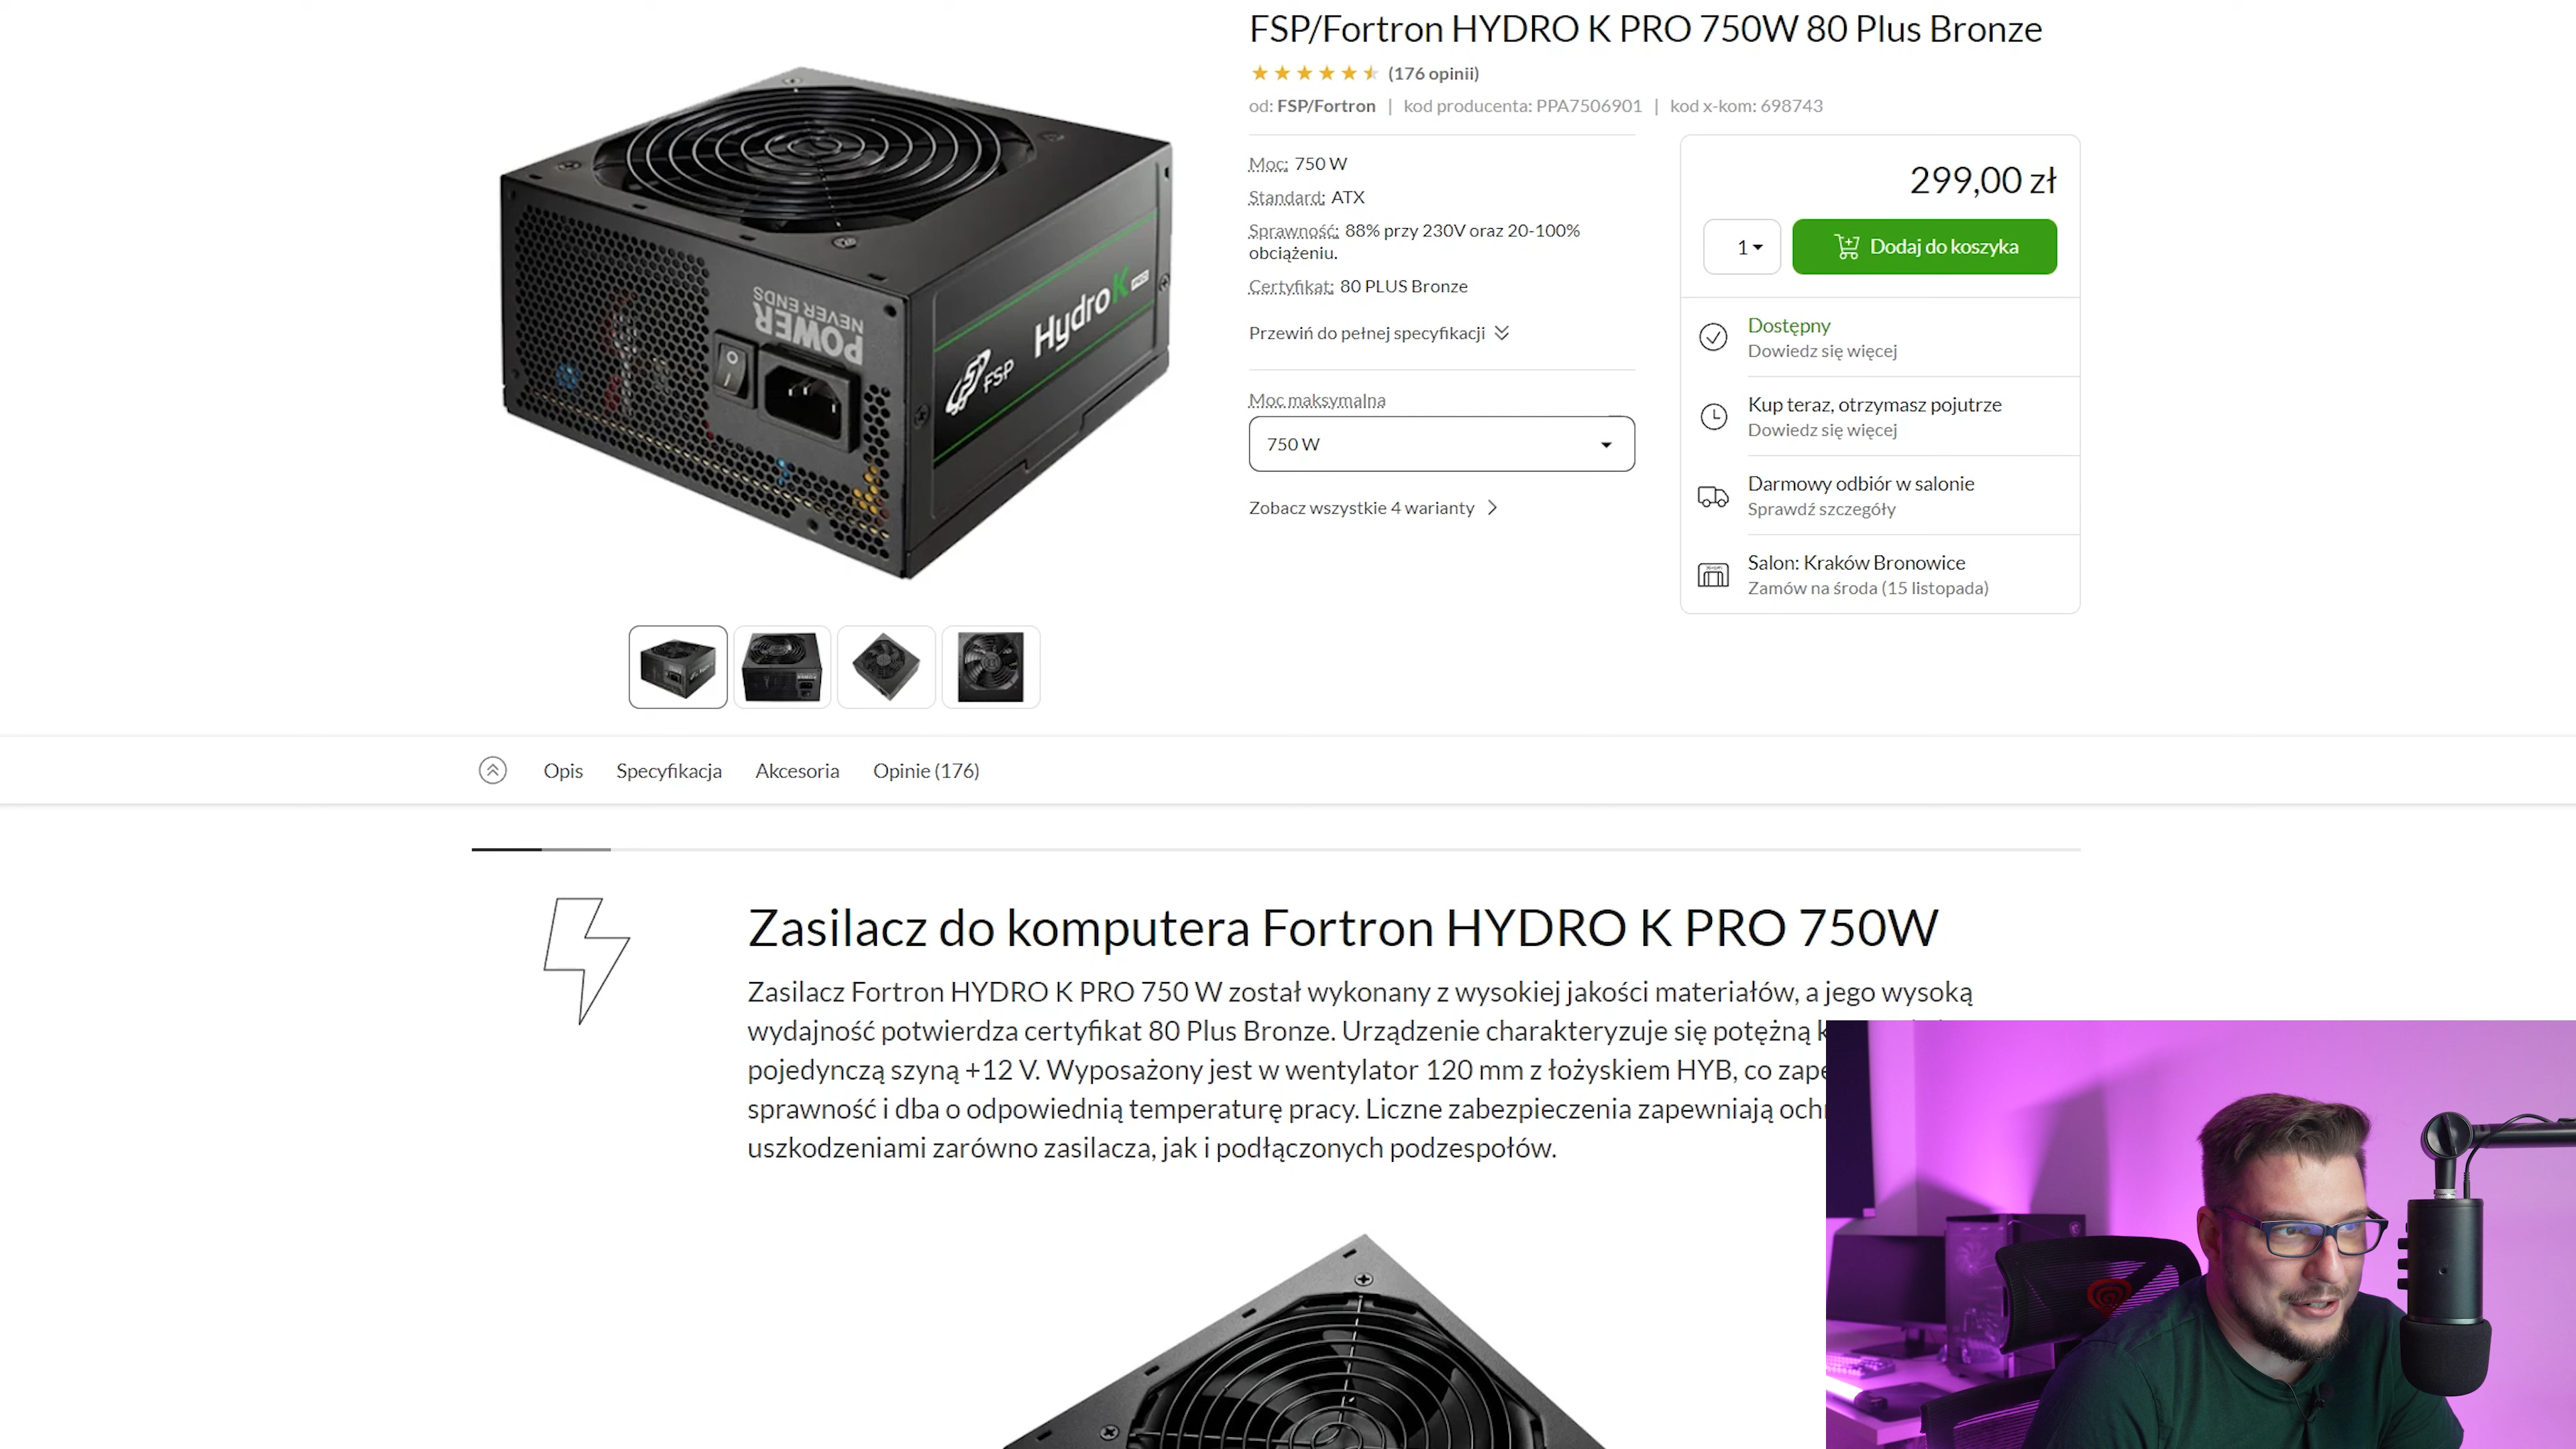 FSP/Fortron HYDRO K PRO 750W 80 Plus Bronze
(176 opinii)
od: FSP/Fortron | kod producenta: PPA7506901 | kod x-kom: 698743
POWER
NEVER ENDS
FSP
Hydro K PRO
Moc: 750 W
Standard: ATX
Sprawność: 88% przy 230V oraz 20-100%
obciążeniu.
Certyfikat: 80 PLUS Bronze
Przewiń do pełnej specyfikacji
Moc maksymalna
750 W
Zobacz wszystkie 4 warianty
299,00 zł
1
Dodaj do koszyka
Dostępny
Dowiedz się więcej
Kup teraz, otrzymasz pojutrze
Dowiedz się więcej
Darmowy odbiór w salonie
Sprawdź szczegóły
Salon: Kraków Bronowice
Zamów na środa (15 listopada)
Opis
Specyfikacja
Akcesoria
Opinie (176)
Zasilacz do komputera Fortron HYDRO K PRO 750W
Zasilacz Fortron HYDRO K PRO 750 W został wykonany z wysokiej jakości materiałów, a jego wysoką
wydajność potwierdza certyfikat 80 Plus Bronze. Urządzenie charakteryzuje się potężną
pojedynczą szyną +12 V. Wyposażony jest w wentylator 120 mm z łożyskiem HYB, co
sprawność i dba o odpowiednią temperaturę pracy. Liczne zabezpieczenia zapewniają
uszkodzeniami zarówno zasilacza, jak i podłączonych podzespołów.